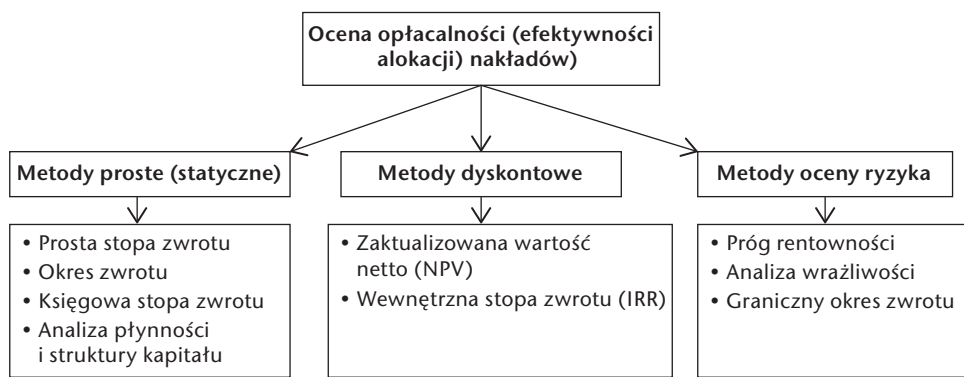 Ocena opłacalności (efektywności
alokacji) nakładów)
Metody proste (statyczne)
Metody dyskontowe
Metody oceny ryzyka
• Prosta stopa zwrotu
• Okres zwrotu
• Księgowa stopa zwrotu
• Analiza płynności
i struktury kapitału
• Zaktualizowana wartość
netto (NPV)
• Wewnętrzna stopa zwrotu (IRR)
• Próg rentowności
• Analiza wrażliwości
• Graniczny okres zwrotu